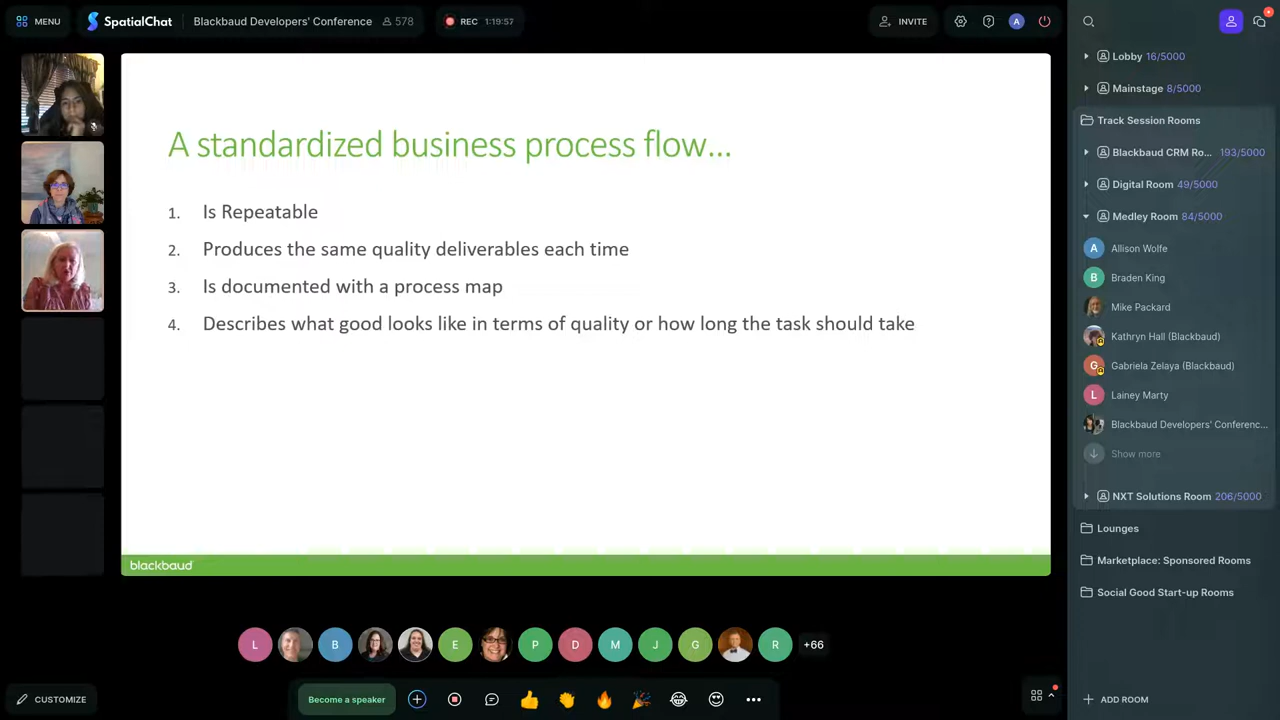 MENU
SpatialChat
Blackbaud Developers' Conference
578
REC
1:19:57
INVITE
A
A standardized business process flow...
1. Is Repeatable
2. Produces the same quality deliverables each time
3. Is documented with a process map
4. Describes what good looks like in terms of quality or how long the task should take
blackbaud
L
B
E
P
D
M
J
G
R
+66
CUSTOMIZE
Become a speaker
Lobby 16/5000
Mainstage 8/5000
Track Session Rooms
Blackbaud CRM Ro... 193/5000
Digital Room 49/5000
Medley Room 84/5000
A Allison Wolfe
B Braden King
Mike Packard
Kathryn Hall (Blackbaud)
G Gabriela Zelaya (Blackbaud)
L Lainey Marty
Blackbaud Developers' Conferenc...
Show more
NXT Solutions Room 206/5000
Lounges
Marketplace: Sponsored Rooms
Social Good Start-up Rooms
ADD ROOM